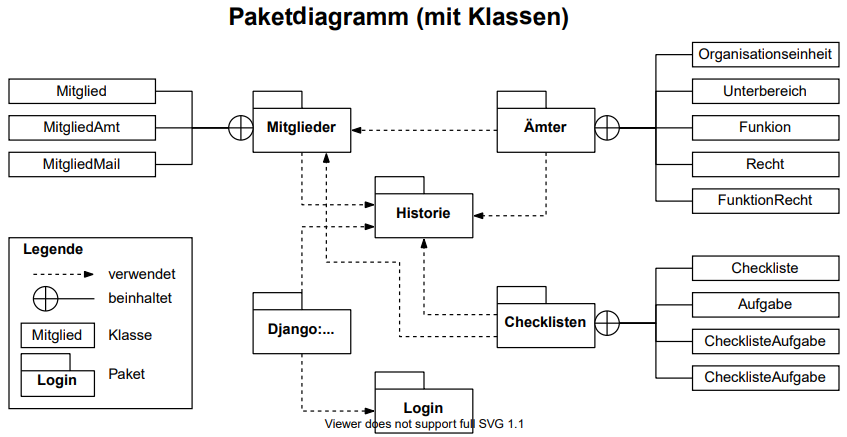 Paketdiagramm (mit Klassen)
Organisationseinheit
Mitglied
Unterbereich
MitgliedAmt
Mitglieder
Ämter
Funkion
MitgliedMail
Recht
Historie
FunktionRecht
Legende
verwendet
beinhaltet
Mitglied
Klasse
Login
Paket
Django:...
Checklisten
Checkliste
Aufgabe
ChecklisteAufgabe
ChecklisteAufgabe
Login
Viewer does not support full SVG 1.1